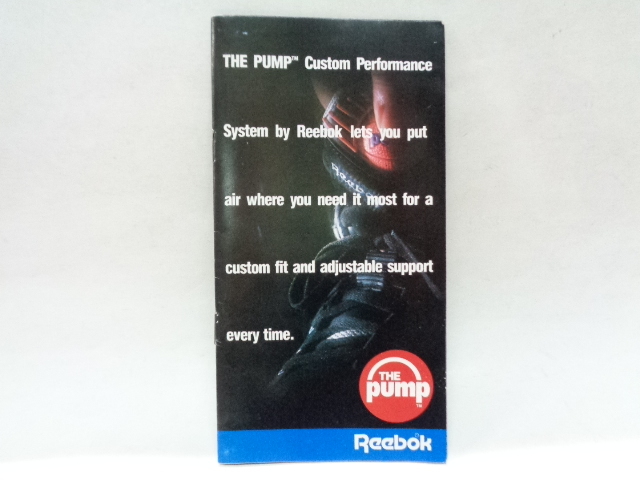 THE PUMP™ Custom Performance
System by Reebok lets you put
air where you need it most for a
custom fit and adjustable support
every time.
THE
pump
™
Reebok